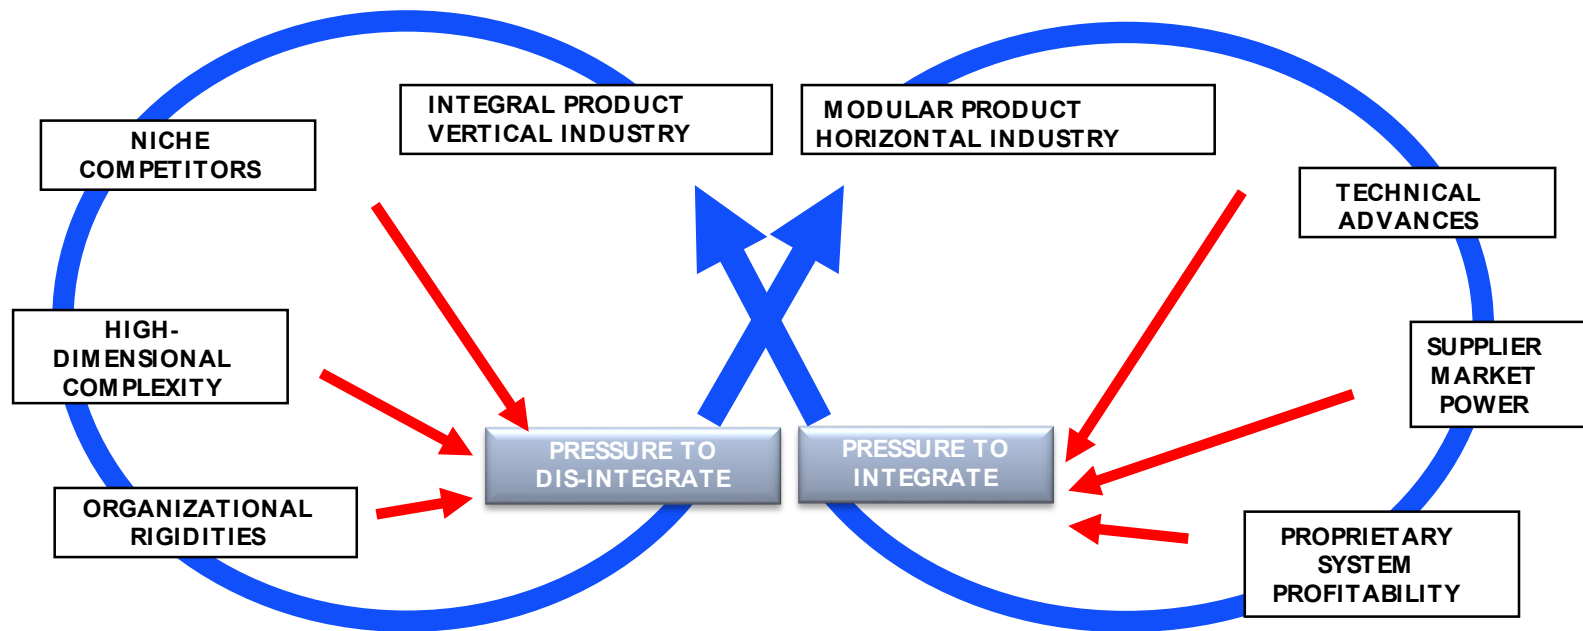 INTEGRAL PRODUCT
VERTICAL INDUSTRY
MODULAR PRODUCT
HORIZONTAL INDUSTRY
NICHE
COMPETITORS
TECHNICAL
ADVANCES
HIGH-
DIMENSIONAL
COMPLEXITY
SUPPLIER
MARKET
POWER
PRESSURE TO
DIS-INTEGRATE
PRESSURE TO
INTEGRATE
ORGANIZATIONAL
RIGIDITIES
PROPRIETARY
SYSTEM
PROFITABILITY